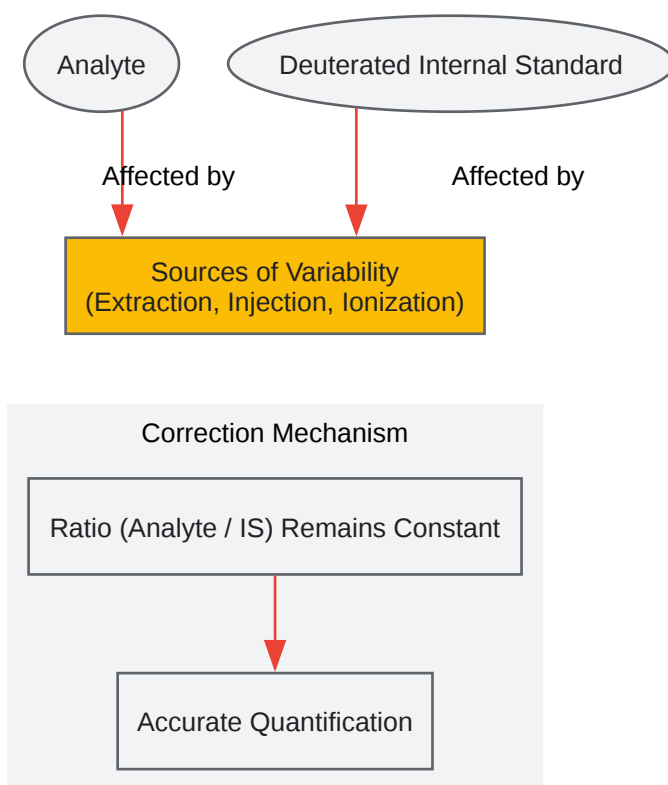 Analyte
Deuterated Internal Standard
Affected by
Affected by
Sources of Variability
(Extraction, Injection, Ionization)
Correction Mechanism
Ratio (Analyte / IS) Remains Constant
Accurate Quantification